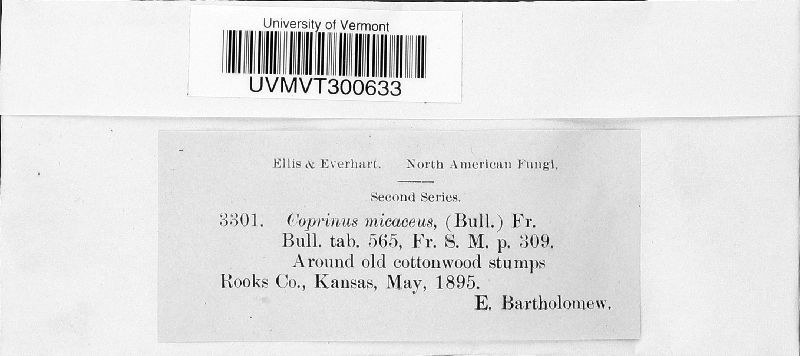 University of Vermont
UVMVT300633
Ellis & Everhart. North American Fungi.
Second Series.
3301. Coprinus micaceus, (Bull.) Fr.
Bull. tab. 565, Fr. S. M. p. 309.
Around old cottonwood stumps
Rooks Co., Kansas, May, 1895.
E. Bartholomew.